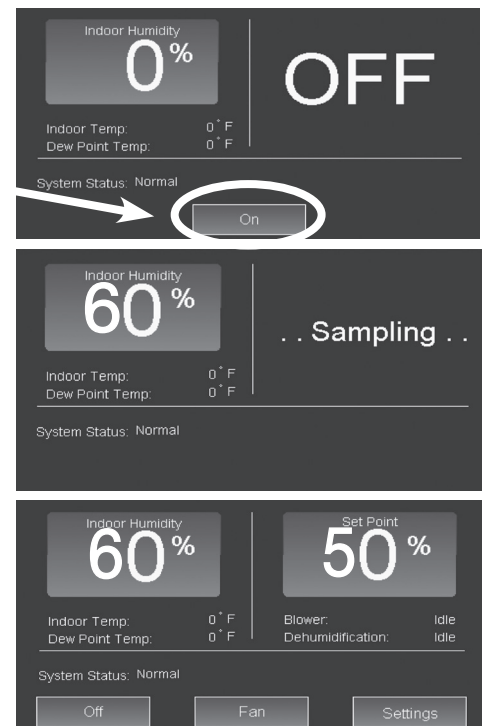 Indoor Humidity
0%
OFF
Indoor Temp: 0°F
Dew Point Temp: 0°F
System Status: Normal
On
Indoor Humidity
60%
. . Sampling . .
Indoor Temp: 0°F
Dew Point Temp: 0°F
System Status: Normal
Indoor Humidity
60%
Set Point
50%
Indoor Temp: 0°F
Dew Point Temp: 0°F
Blower: Idle
Dehumidification: Idle
System Status: Normal
Off
Fan
Settings